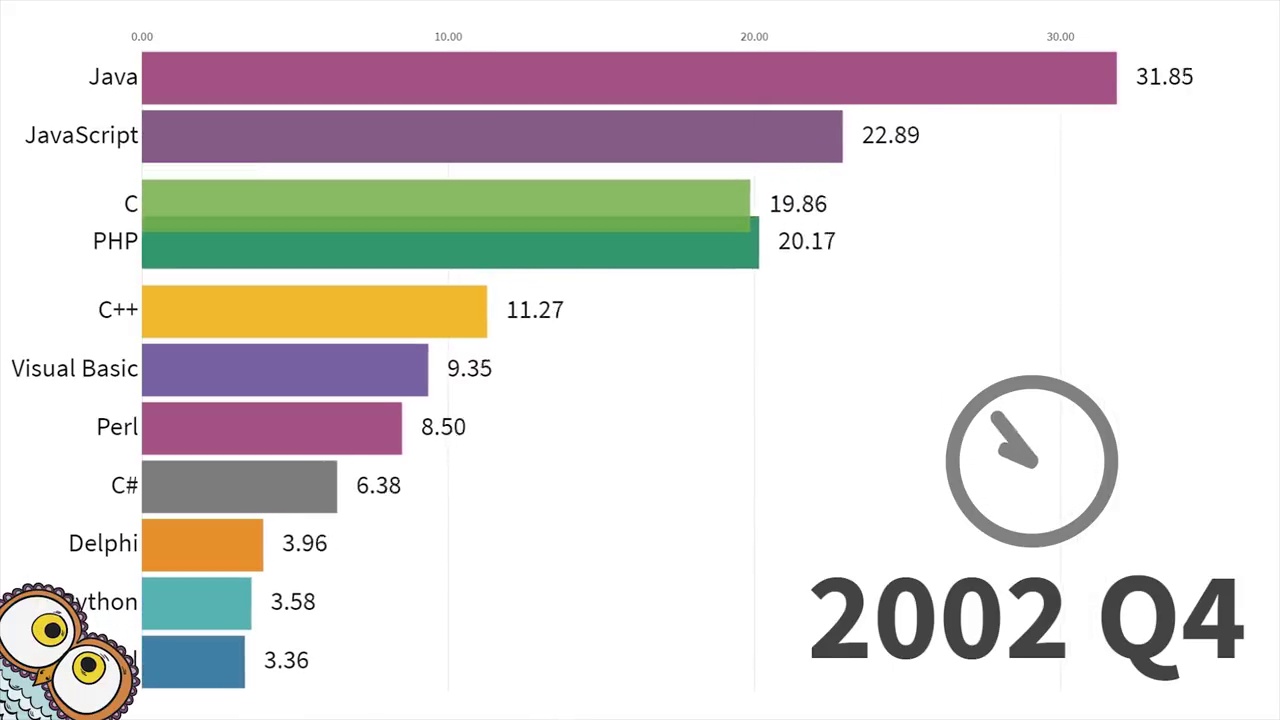 0.00 10.00 20.00 30.00
Java 31.85
JavaScript 22.89
C 19.86
PHP 20.17
C++ 11.27
Visual Basic 9.35
Perl 8.50
C# 6.38
Delphi 3.96
ython 3.58
3.36
2002 Q4